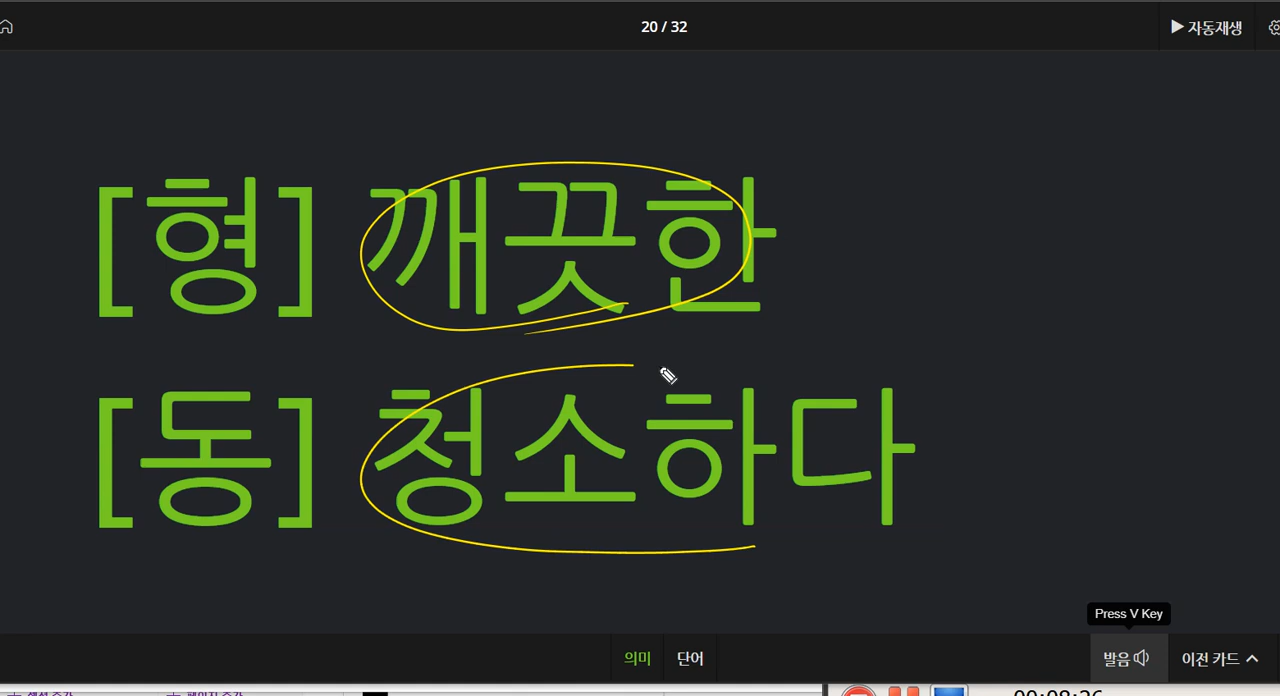 20 / 32
▶ 자동재생
[형] 깨끗한
[동] 청소하다
Press V Key
의미
단어
발음
이전 카드